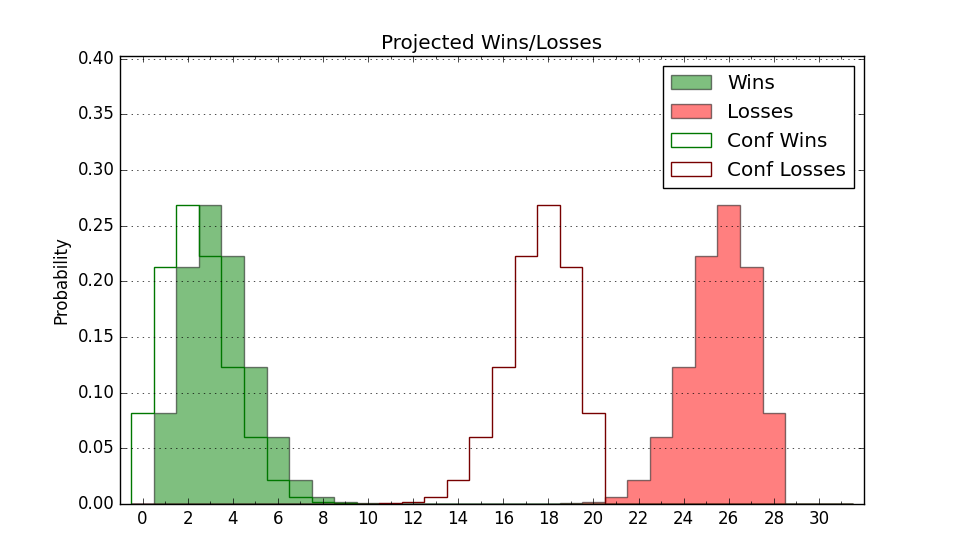 Projected Wins/Losses
0.40
0.35
0.30
0.25
0.20
0.15
0.10
0.05
0.00
Probability
Wins
Losses
Conf Wins
Conf Losses
0 2 4 6 8 10 12 14 16 18 20 22 24 26 28 30